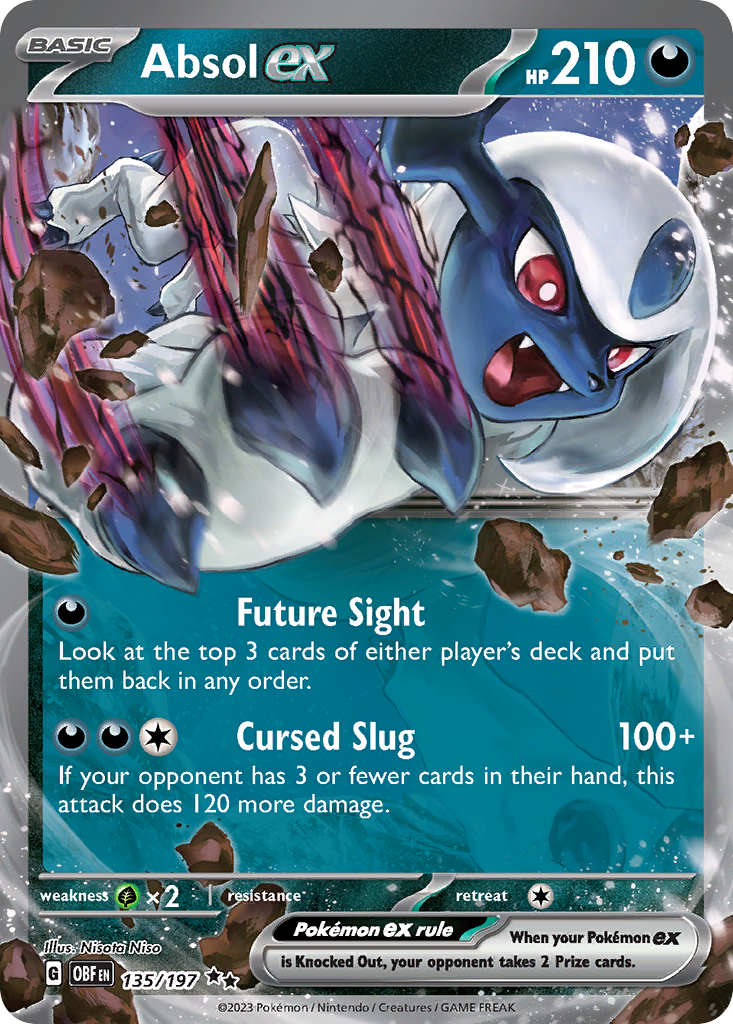 BASIC
Absol ex
HP 210
Future Sight
Look at the top 3 cards of either player's deck and put
them back in any order.
Cursed Slug 100+
If your opponent has 3 or fewer cards in their hand, this
attack does 120 more damage.
weakness ×2 resistance retreat
Pokémon ex rule
When your Pokémon ex
is Knocked Out, your opponent takes 2 Prize cards.
Illus. Nisota Niso
G OBF EN 135/197
©2023 Pokémon / Nintendo / Creatures / GAME FREAK